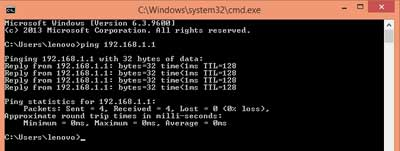 C:\Windows\system32\cmd.exe
Microsoft Windows [Version 6.3.9600]
(c) 2013 Microsoft Corporation. All rights reserved.
C:\Users\lenovo>ping 192.168.1.1
Pinging 192.168.1.1 with 32 bytes of data:
Reply from 192.168.1.1: bytes=32 time<1ms TTL=128
Reply from 192.168.1.1: bytes=32 time<1ms TTL=128
Reply from 192.168.1.1: bytes=32 time<1ms TTL=128
Reply from 192.168.1.1: bytes=32 time<1ms TTL=128
Ping statistics for 192.168.1.1:
Packets: Sent = 4, Received = 4, Lost = 0 (0% loss),
Approximate round trip times in milli-seconds:
Minimum = 0ms, Maximum = 0ms, Average = 0ms
C:\Users\lenovo>_